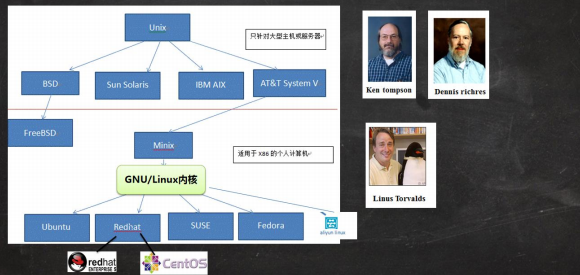 Unix
只针对大型主机或服务器
BSD
Sun Solaris
IBM AIX
AT&T System V
FreeBSD
Minix
适用于 X86 的个人计算机
GNU/Linux内核
Ubuntu
Redhat
SUSE
Fedora
aliyun linux
redhat
ENTERPRISE
CentOS
Ken tompson
Dennis richres
Linus Torvalds